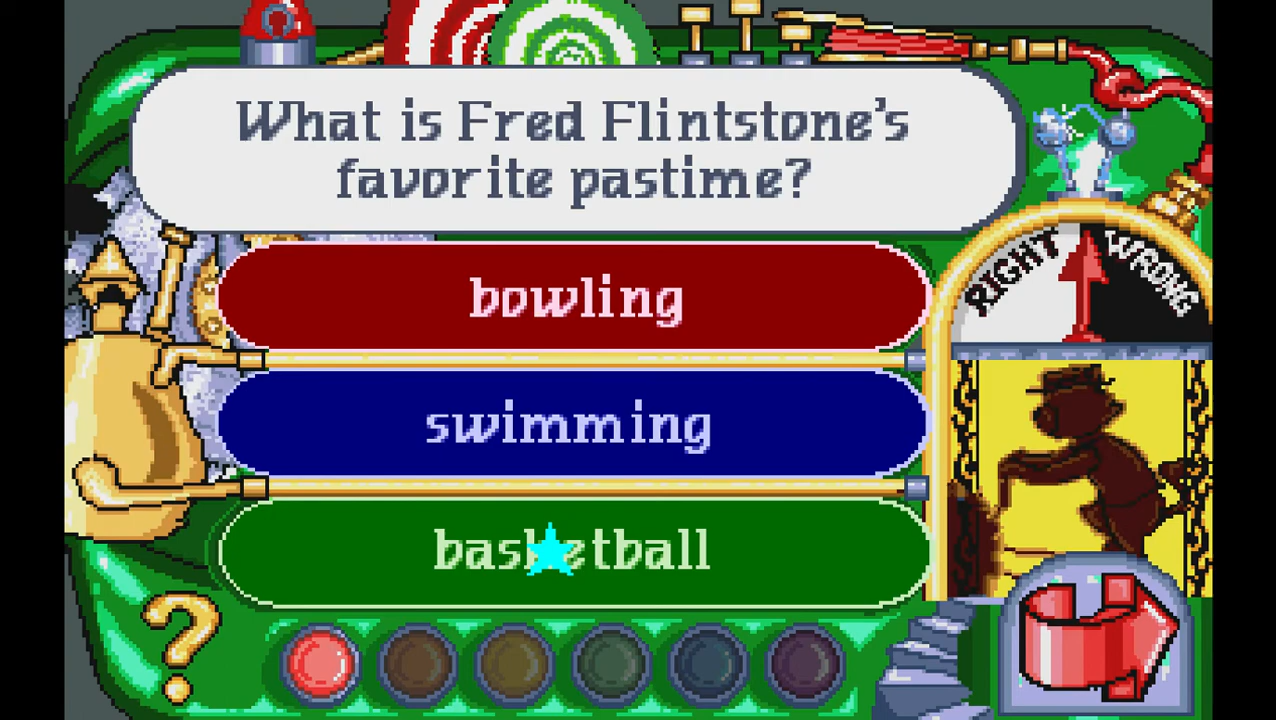 What is Fred Flintstone's
favorite pastime?
RIGHT
WRONG
bowling
swimming
basketball
?